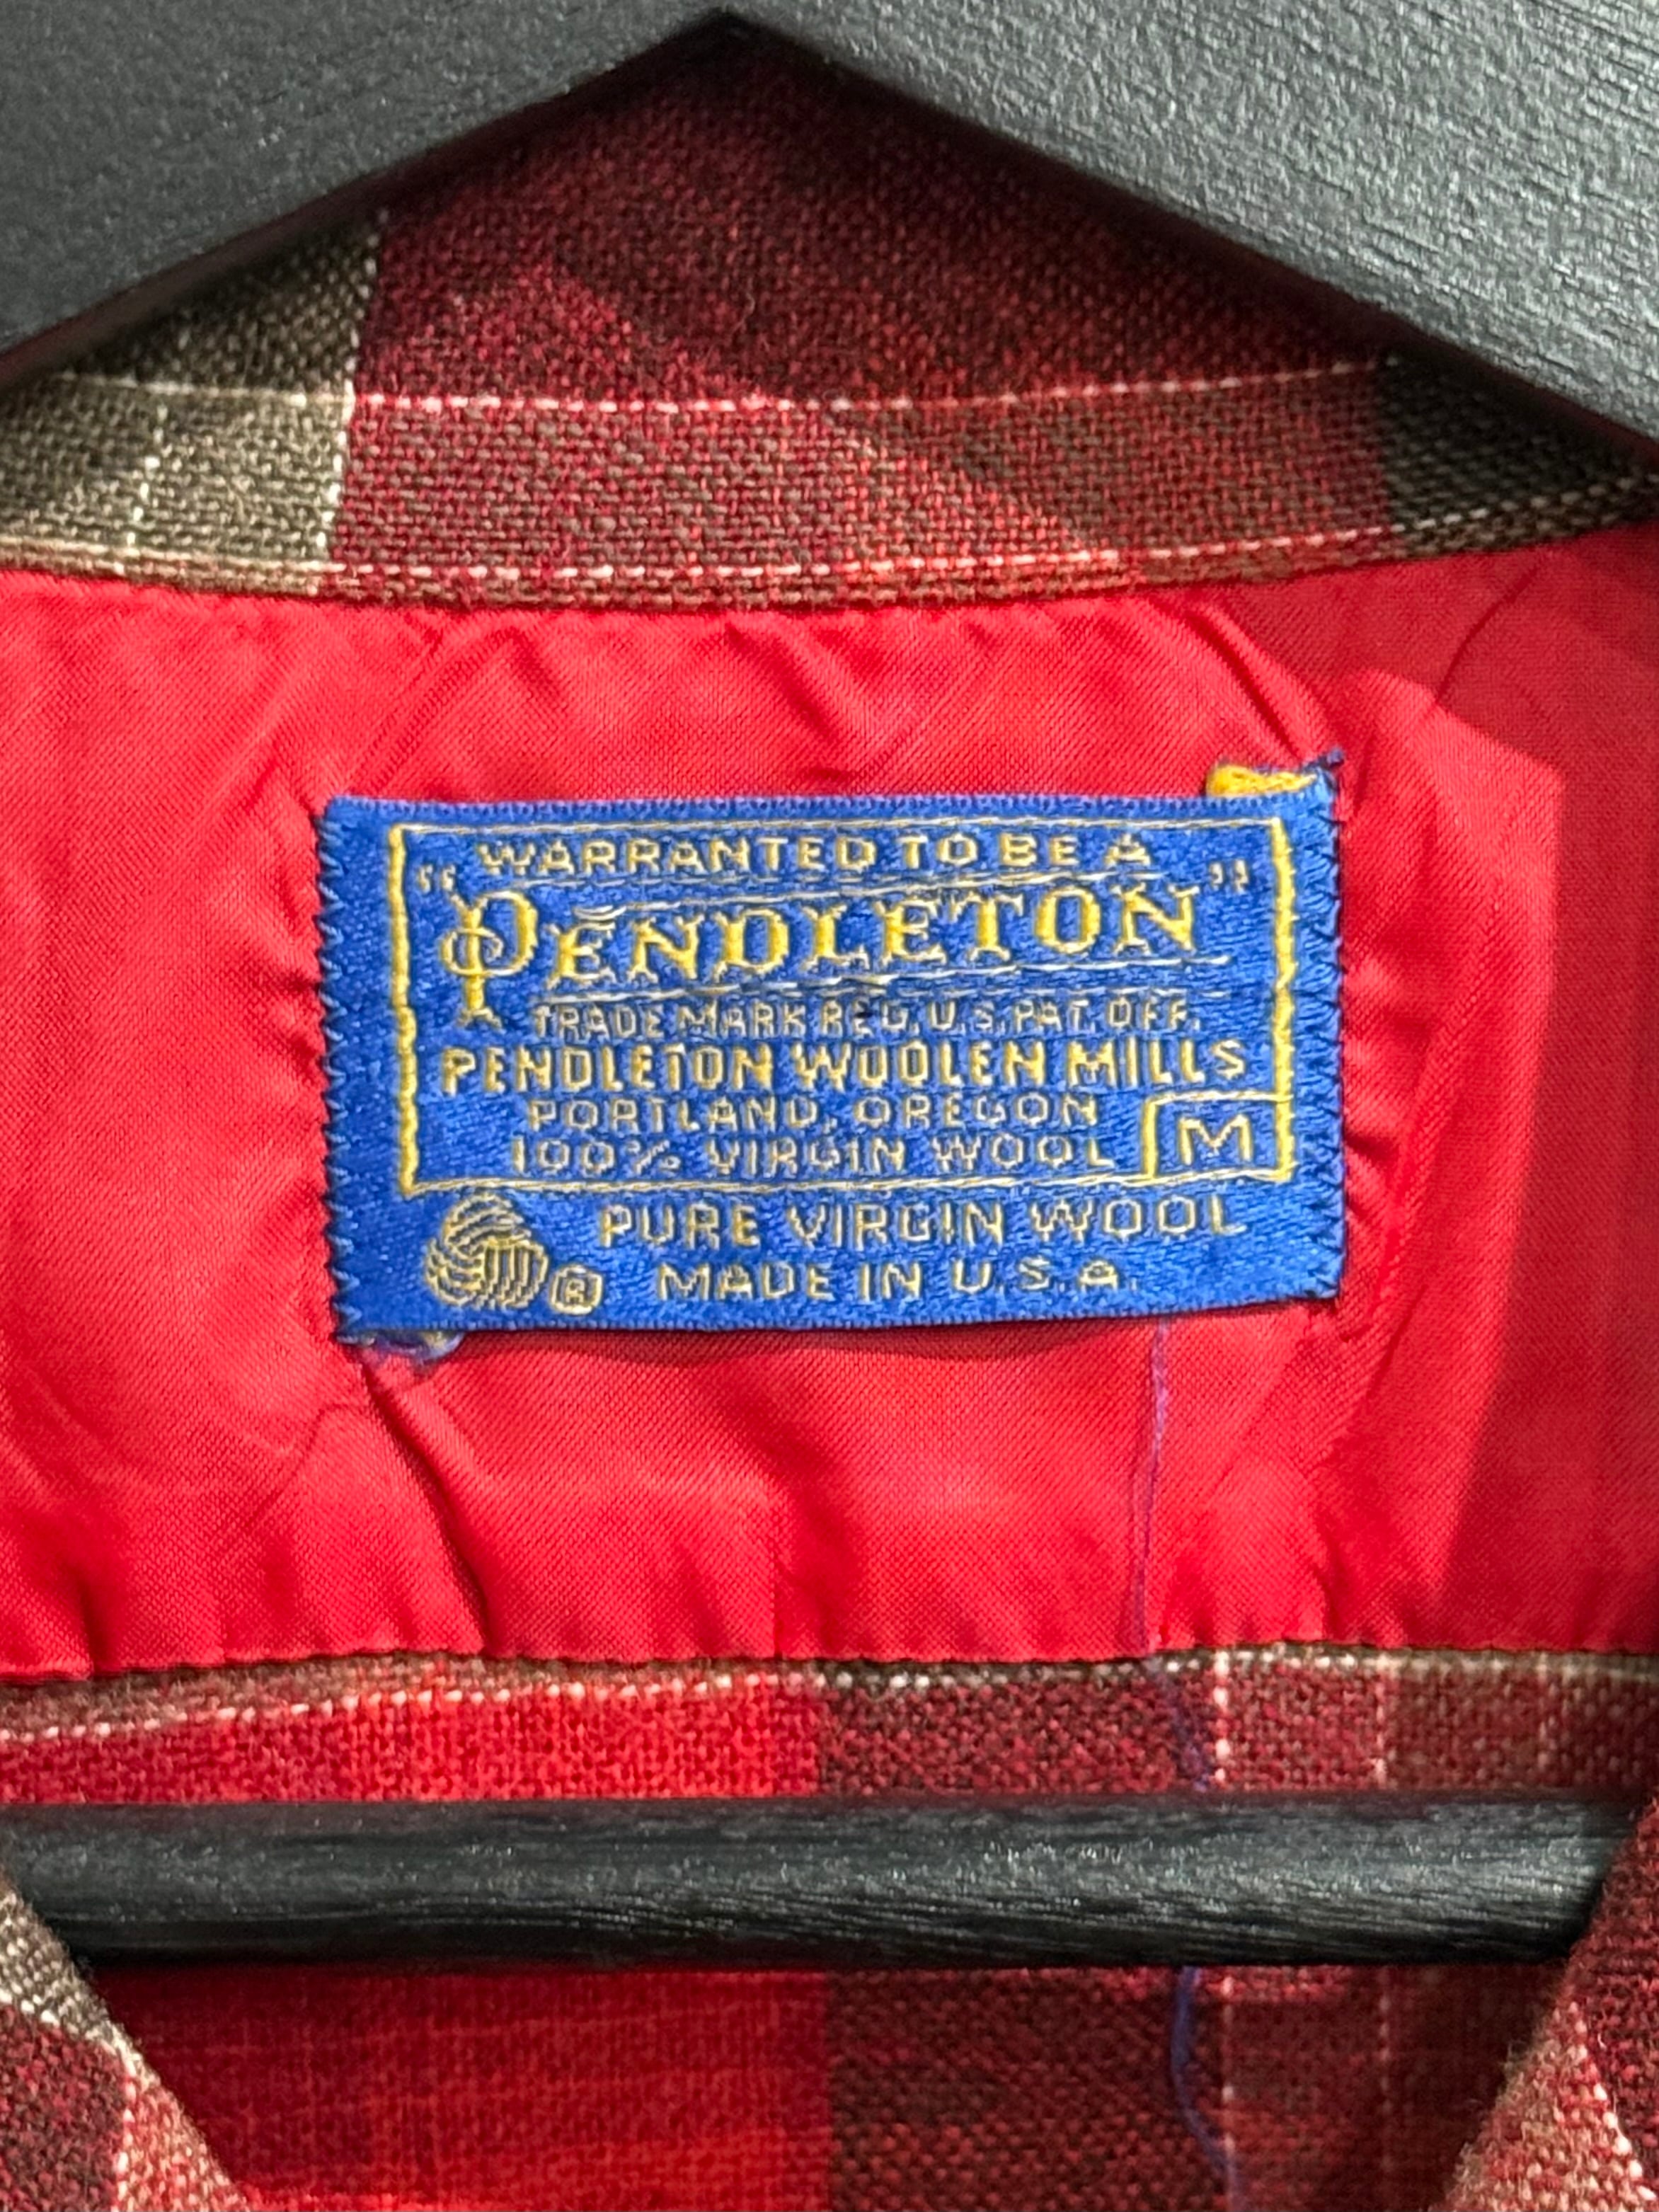 WARRANTED TO BE A
"PENDLETON"
TRADE MARK REG. U.S. PAT. OFF.
PENDLETON WOOLEN MILLS
PORTLAND, OREGON
100% VIRGIN WOOL M
PURE VIRGIN WOOL
® MADE IN U.S.A.